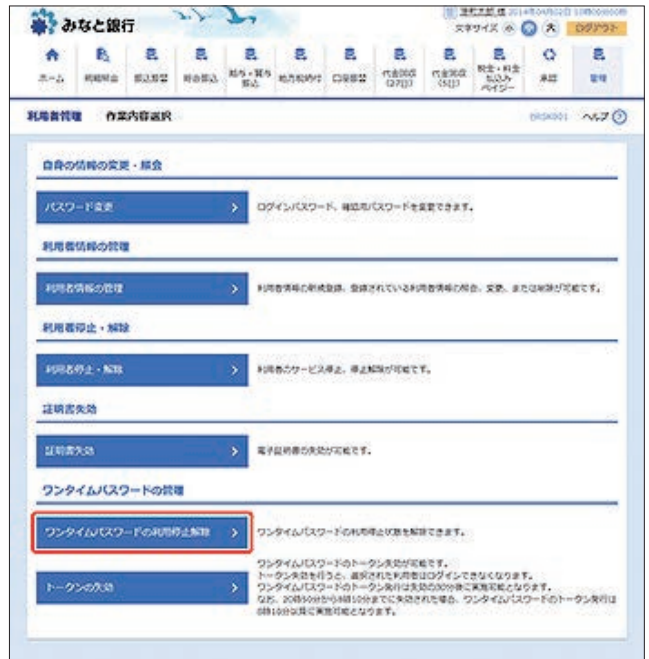 みなと銀行
文字サイズ 小 中 大 ログアウト
ホーム 明細照会 振込振替 総合振込 給与・賞与振込 地方税納付 口座振替 代金回収(27日) 代金回収(5日) 税金・料金払込みペイジー 承認 管理
利用者管理 作業内容選択 BRSK001 ヘルプ ?
自身の情報の変更・照会
パスワード変更 ログインパスワード、確認用パスワードを変更できます。
利用者情報の管理
利用者情報の管理 利用者情報の新規登録、登録されている利用者情報の照会、変更、または削除が可能です。
利用者停止・解除
利用者停止・解除 利用者のサービス停止、停止解除が可能です。
証明書失効
証明書失効 電子証明書の失効が可能です。
ワンタイムパスワードの管理
ワンタイムパスワードの利用停止解除 ワンタイムパスワードの利用停止状態を解除できます。
ワンタイムパスワードのトークン失効が可能です。
トークンの失効 トークン失効を行うと、選択された利用者はログインできなくなります。
ワンタイムパスワードのトークン発行は失効の30分後に実施可能となります。
なお、20時50分から8時10分までに失効された場合、ワンタイムパスワードのトークン発行は
8時10分以降に実施可能となります。